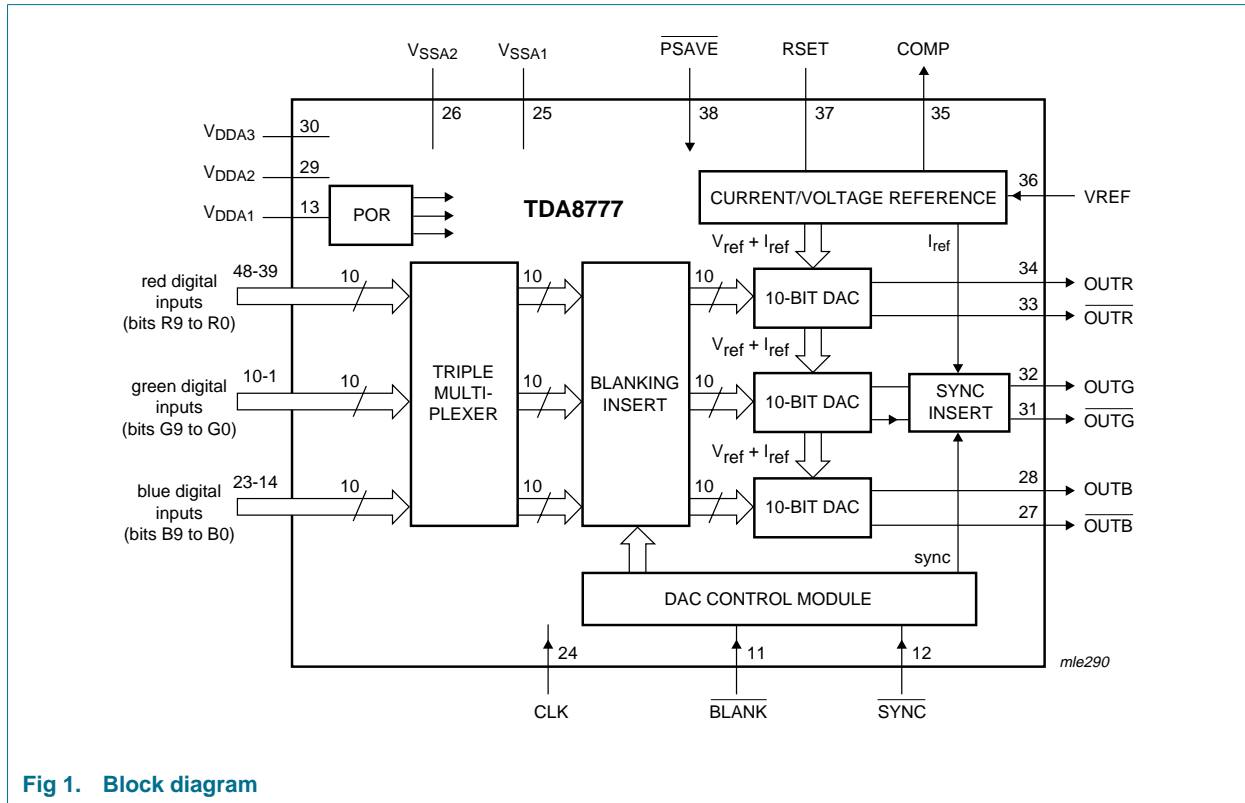 VSSA2
VSSA1
PSAVE
RSET
COMP
26
25
38
37
35
VDDA3
30
VDDA2
29
VDDA1
13
POR
TDA8777
CURRENT/VOLTAGE REFERENCE
36
VREF
Vref + Iref
Iref
red digital
inputs
(bits R9 to R0)
48-39
10
10
10
10-BIT DAC
34
OUTR
33
OUTR
Vref + Iref
green digital
inputs
(bits G9 to G0)
10-1
10
TRIPLE
MULTI-
PLEXER
10
BLANKING
INSERT
10
10-BIT DAC
SYNC
INSERT
32
OUTG
31
OUTG
Vref + Iref
blue digital
inputs
(bits B9 to B0)
23-14
10
10
10
10-BIT DAC
28
OUTB
27
OUTB
sync
DAC CONTROL MODULE
24
11
12
mle290
CLK
BLANK
SYNC
Fig 1. Block diagram